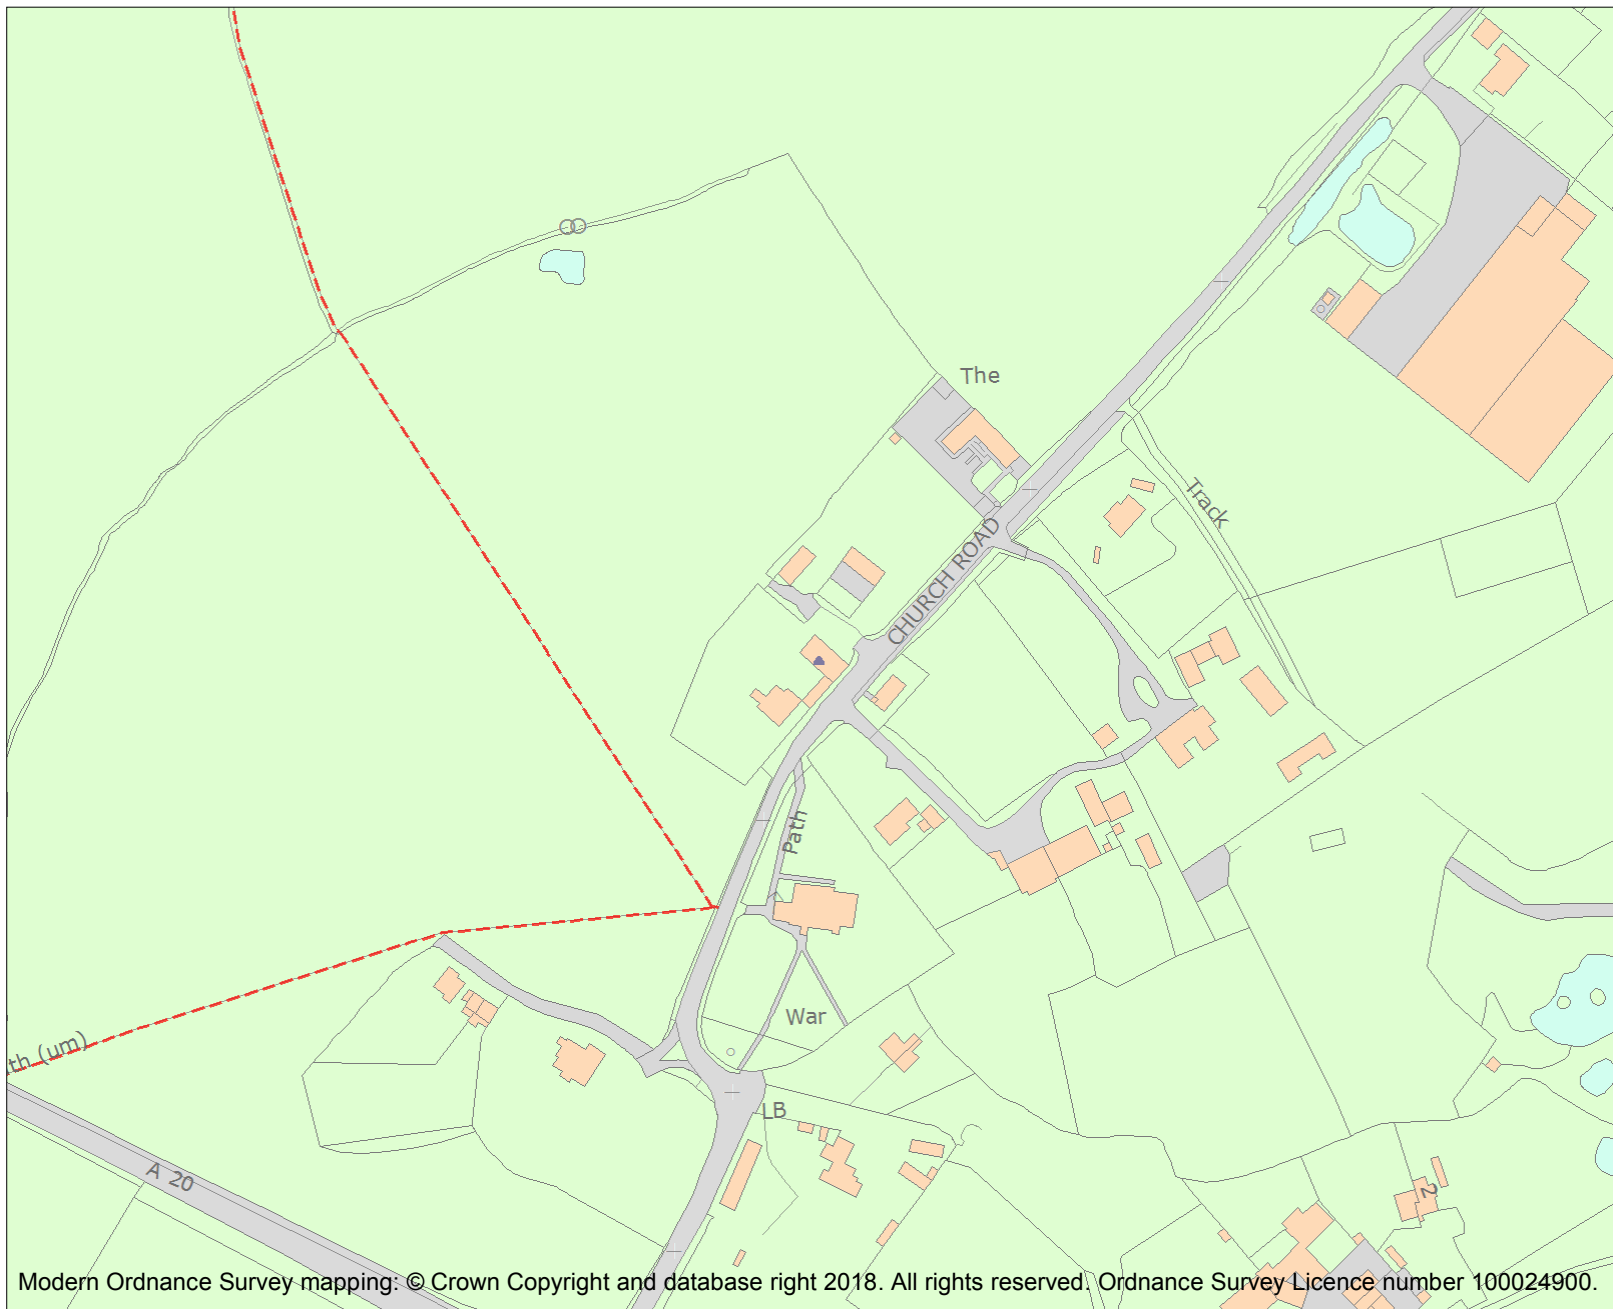 The
Track
CHURCH ROAD
Path
War
th (um)
LB
A 20
2
Modern Ordnance Survey mapping: © Crown Copyright and database right 2018. All rights reserved. Ordnance Survey Licence number 100024900.